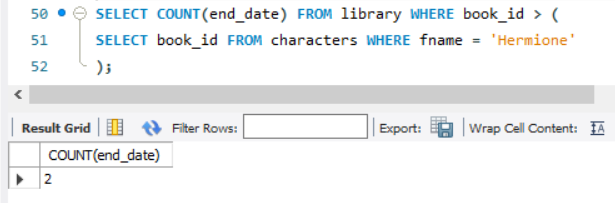 50 SELECT COUNT(end_date) FROM library WHERE book_id > (
51 SELECT book_id FROM characters WHERE fname = 'Hermione'
52 );
Result Grid Filter Rows: Export: Wrap Cell Content: IA
COUNT(end_date)
2